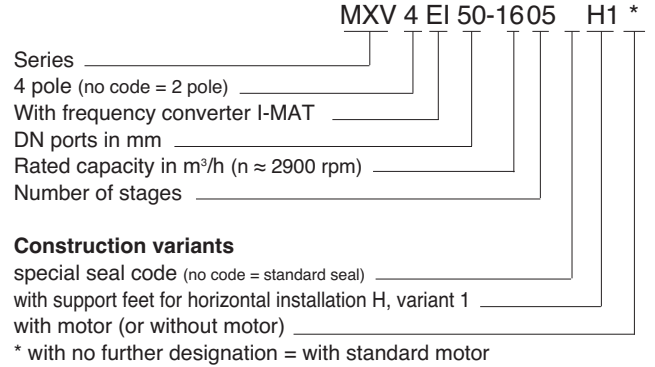 MXV 4 EI 50-16 05 H1 *
Series
4 pole (no code = 2 pole)
With frequency converter I-MAT
DN ports in mm
Rated capacity in m³/h (n ≈ 2900 rpm)
Number of stages
Construction variants
special seal code (no code = standard seal)
with support feet for horizontal installation H, variant 1
with motor (or without motor)
* with no further designation = with standard motor